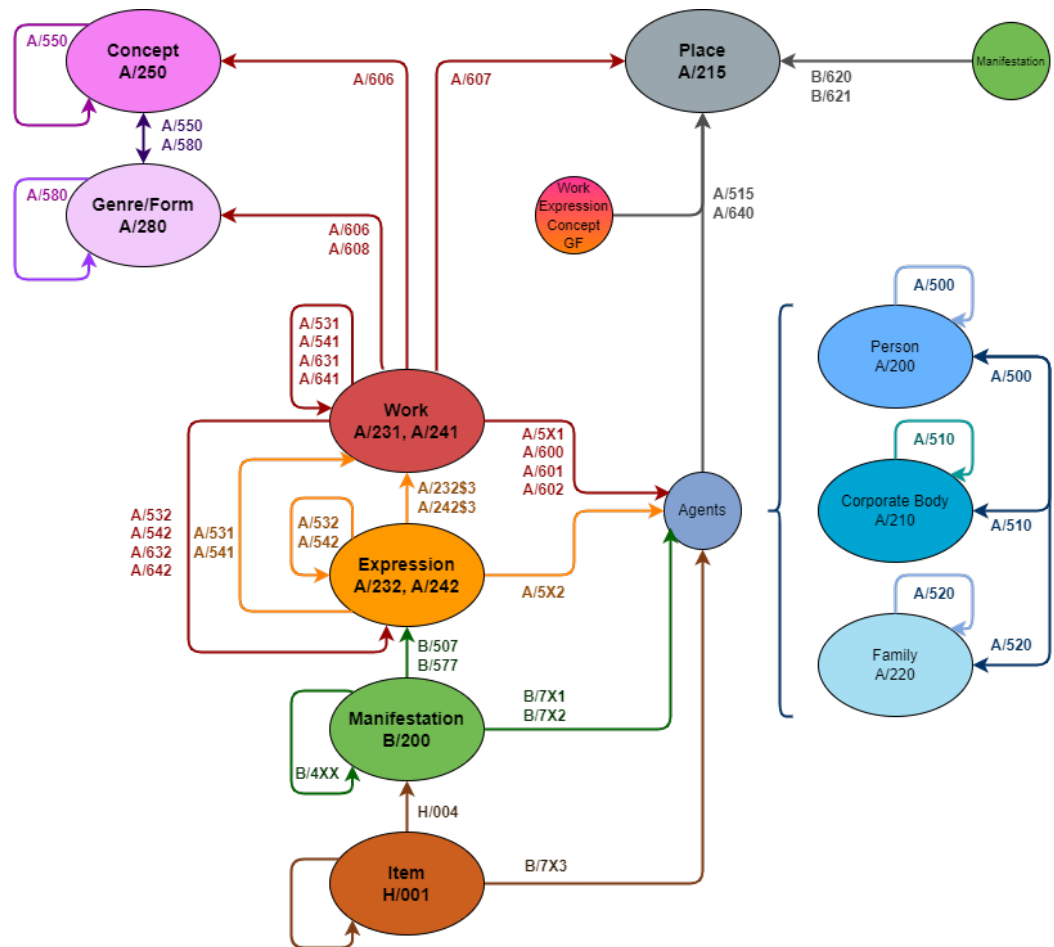 A/550
Concept
A/250
A/606
A/607
Place
A/215
B/620
B/621
Manifestation
A/550
A/580
A/580
Genre/Form
A/280
A/606
A/608
Work
Expression
Concept
GF
A/515
A/640
A/531
A/541
A/631
A/641
Work
A/231, A/241
A/5X1
A/600
A/601
A/602
A/500
Person
A/200
A/500
A/510
Corporate Body
A/210
A/510
A/520
Family
A/220
A/520
Agents
A/532
A/542
A/632
A/642
A/531
A/541
A/532
A/542
A/232$3
A/242$3
Expression
A/232, A/242
A/5X2
B/507
B/577
Manifestation
B/200
B/7X1
B/7X2
B/4XX
H/004
Item
H/001
B/7X3